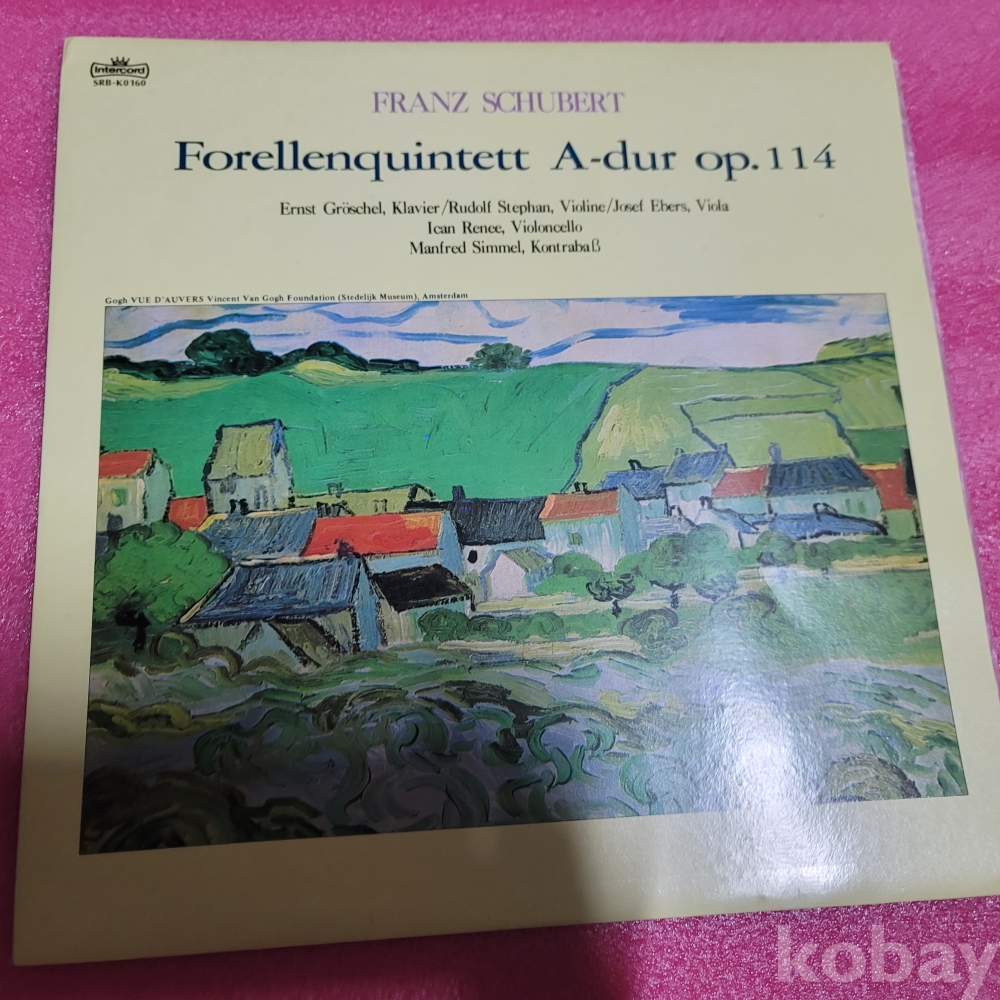 Intercord
SRB-K0160
FRANZ SCHUBERT
Forellenquintett A-dur op.114
Ernst Gröschel, Klavier/Rudolf Stephan, Violine/Josef Ebers, Viola
Ican Renee, Violoncello
Manfred Simmel, Kontrabaß
Gogh VUE D'AUVERS Vincent Van Gogh Foundation (Stedelijk Museum), Amsterdam
kobay